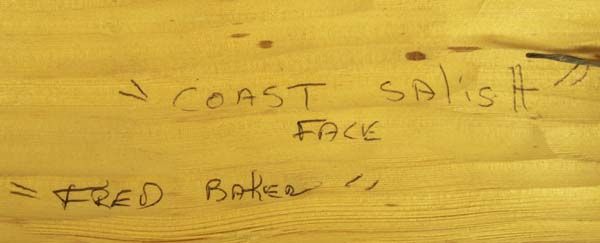 " COAST SAlisH "
FACE
" FRED BAKER "